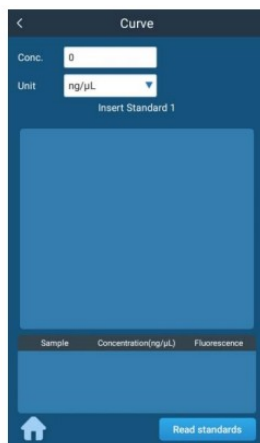 Curve
Conc. 0
Unit ng/μL
Insert Standard 1
Sample Concentration(ng/μL) Fluorescence
Read standards